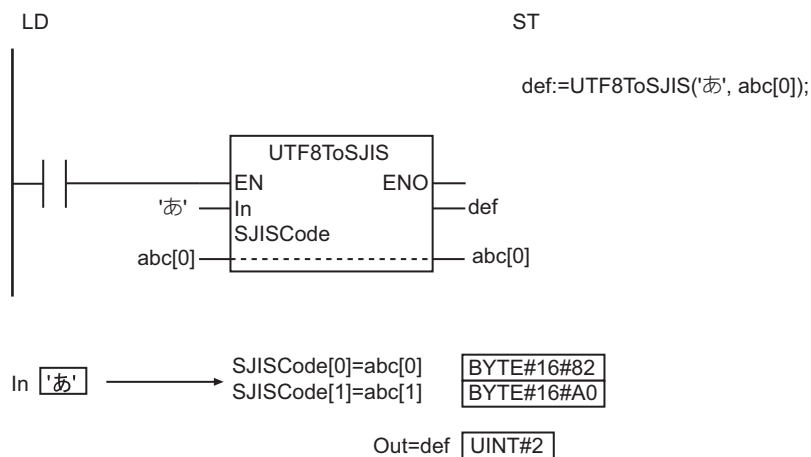 LD
ST
def:=UTF8ToSJIS('あ', abc[0]);
UTF8ToSJIS
EN ENO
'あ' In def
SJISCode
abc[0] abc[0]
In 'あ' SJISCode[0]=abc[0] BYTE#16#82
SJISCode[1]=abc[1] BYTE#16#A0
Out=def UINT#2